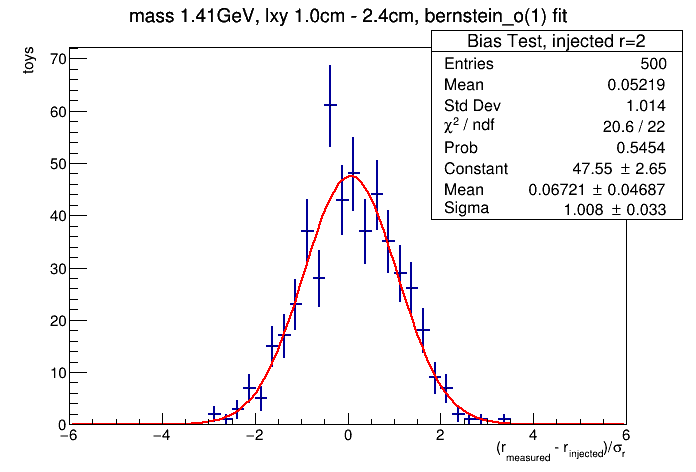 mass 1.41GeV, lxy 1.0cm - 2.4cm, bernstein_o(1) fit
Bias Test, injected r=2
Entries 500
Mean 0.05219
Std Dev 1.014
χ² / ndf 20.6 / 22
Prob 0.5454
Constant 47.55 ± 2.65
Mean 0.06721 ± 0.04687
Sigma 1.008 ± 0.033
toys
70
60
50
40
30
20
10
0
−6 −4 −2 0 2 4 6
(r_measured - r_injected)/σ_r